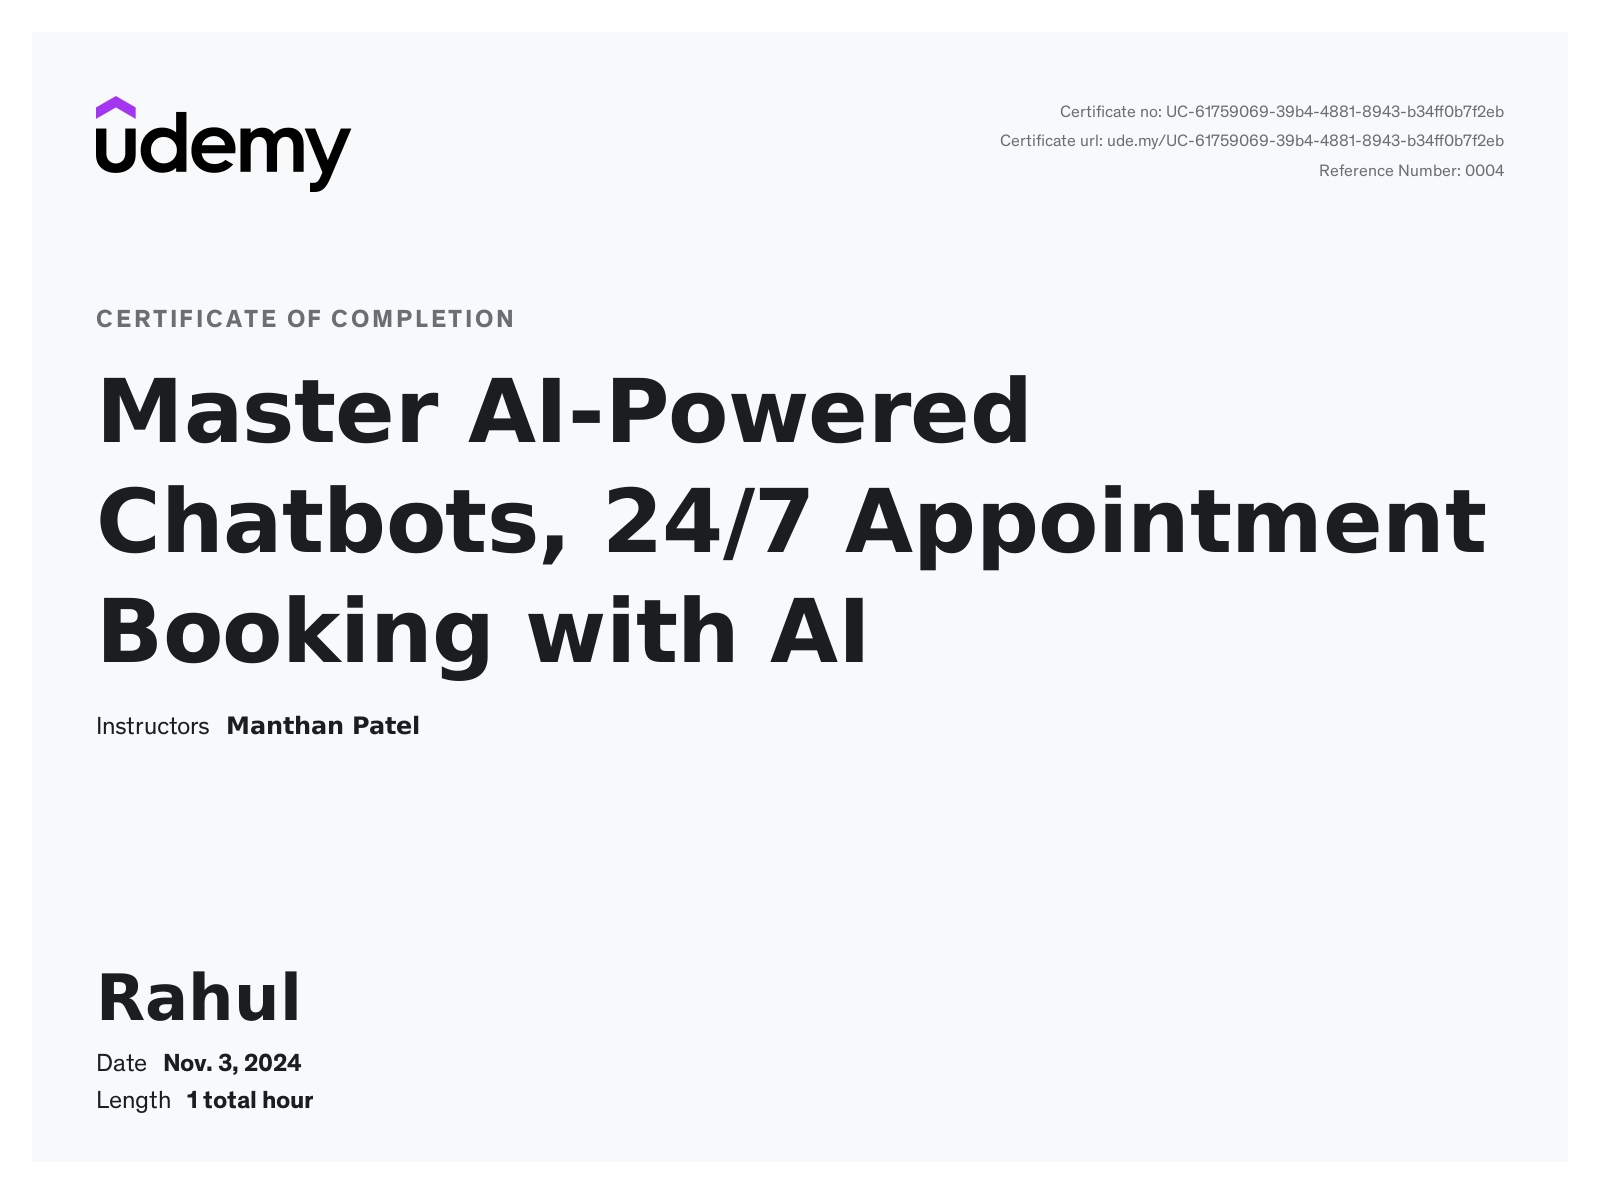 udemy
Certificate no: UC-61759069-39b4-4881-8943-b34ff0b7f2eb
Certificate url: ude.my/UC-61759069-39b4-4881-8943-b34ff0b7f2eb
Reference Number: 0004
CERTIFICATE OF COMPLETION
Master AI-Powered
Chatbots, 24/7 Appointment
Booking with AI
Instructors Manthan Patel
Rahul
Date Nov. 3, 2024
Length 1 total hour